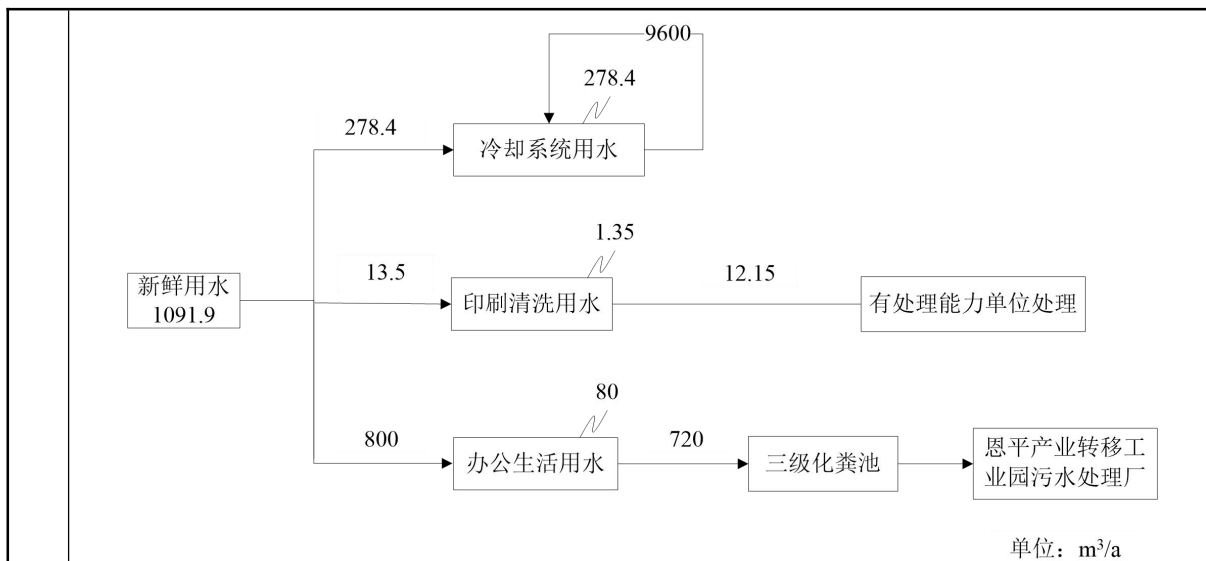 9600
278.4
278.4
冷却系统用水
1.35
13.5
12.15
新鲜用水
1091.9
印刷清洗用水
有处理能力单位处理
80
800
720
办公生活用水
三级化粪池
恩平产业转移工
业园污水处理厂
单位：m³/a